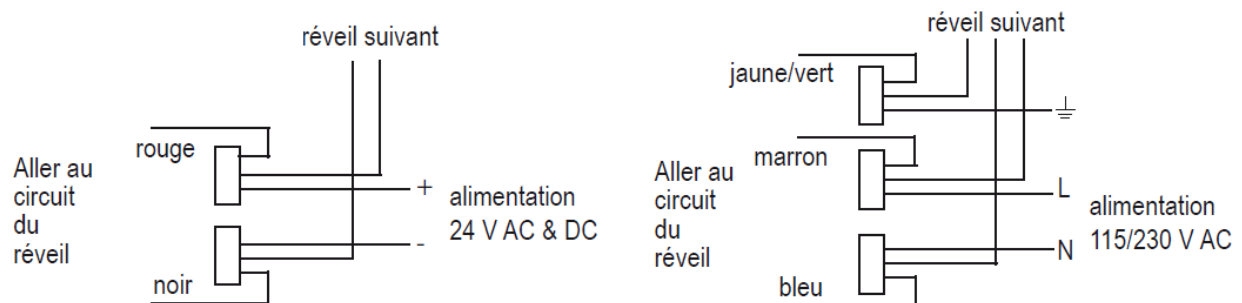 réveil suivant
rouge
Aller au
circuit
du
réveil
+
alimentation
24 V AC & DC
-
noir
réveil suivant
jaune/vert
marron
Aller au
circuit
du
réveil
L
alimentation
115/230 V AC
N
bleu